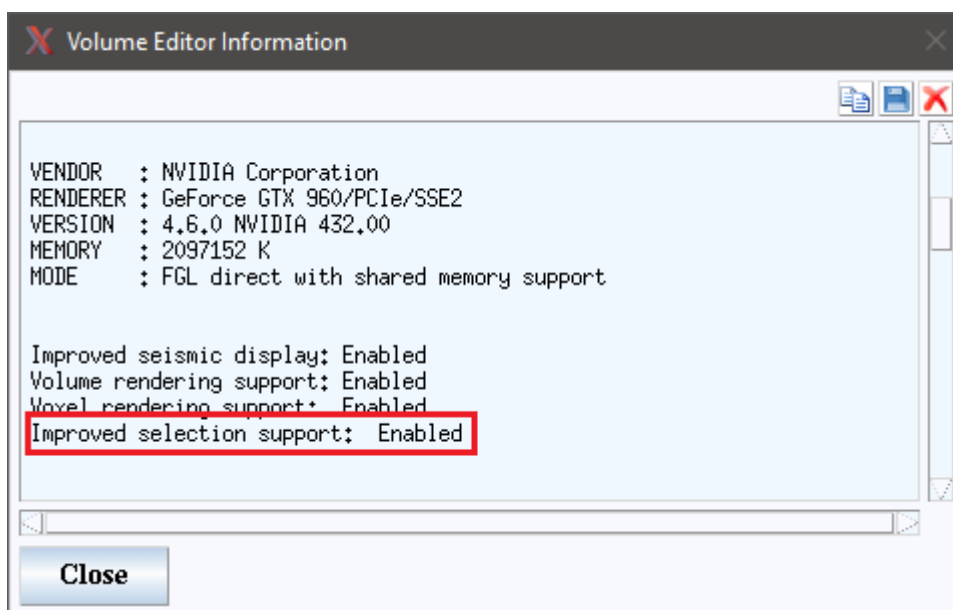 Volume Editor Information
VENDOR : NVIDIA Corporation
RENDERER : GeForce GTX 960/PCIe/SSE2
VERSION : 4.6.0 NVIDIA 432.00
MEMORY : 2097152 K
MODE : FGL direct with shared memory support
Improved seismic display: Enabled
Volume rendering support: Enabled
Voxel rendering support: Enabled
Improved selection support: Enabled
Close